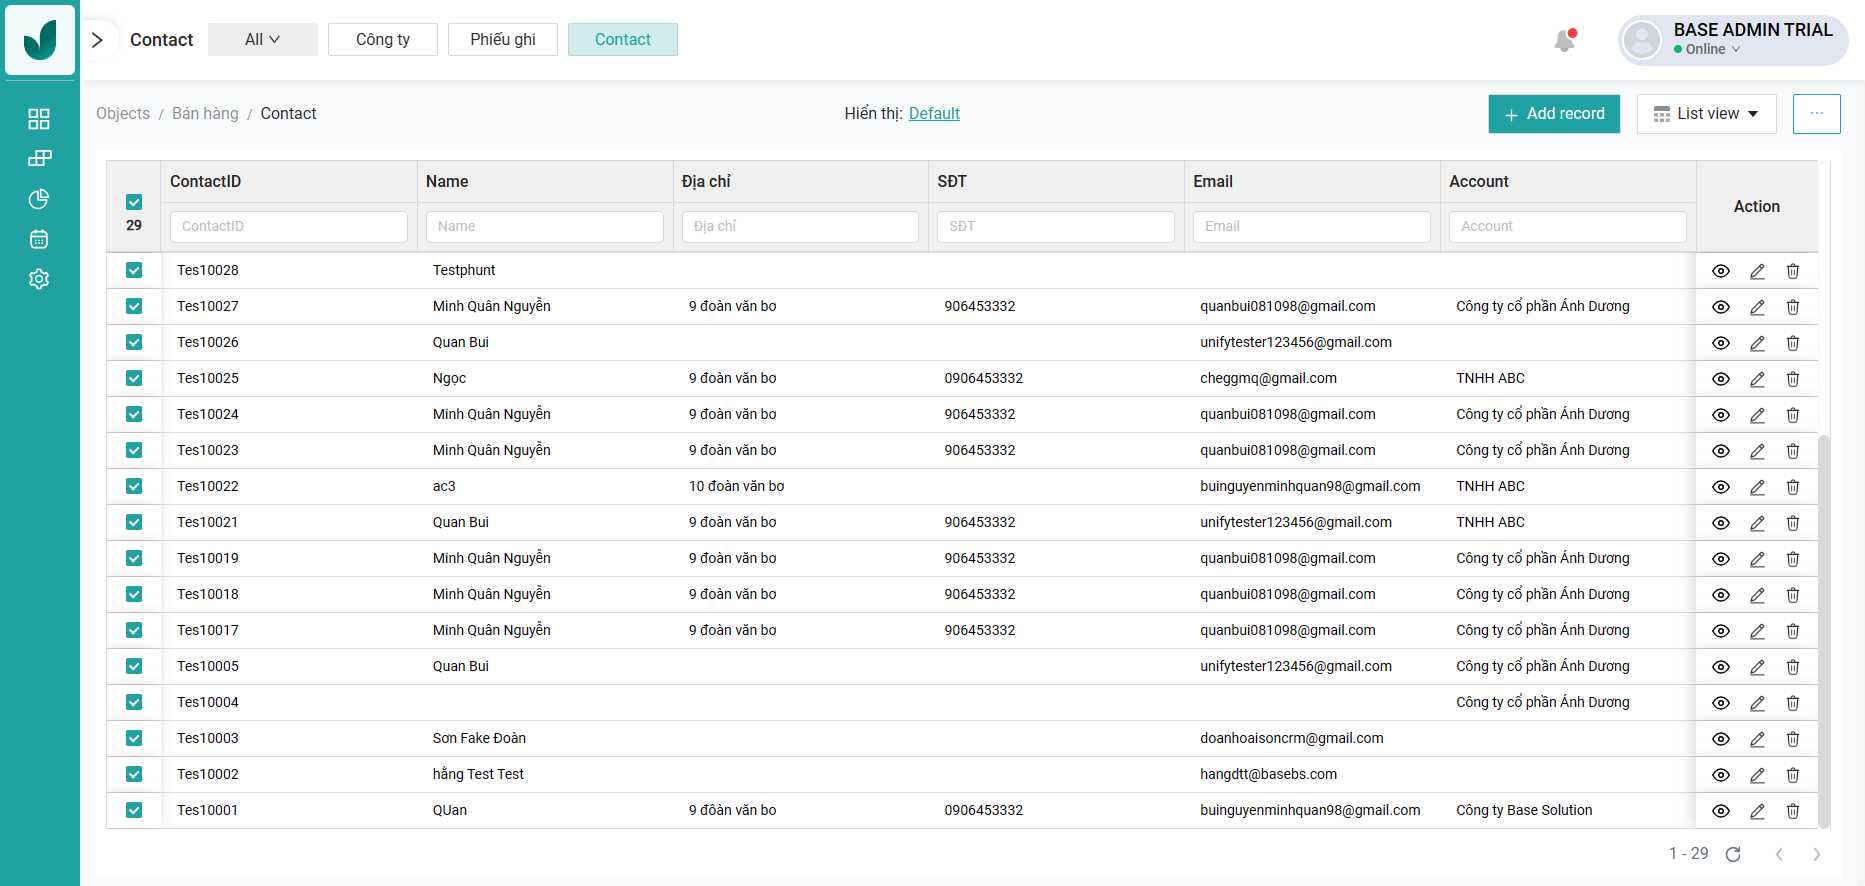 Contact All Công ty Phiếu ghi Contact BASE ADMIN TRIAL
Online
Objects / Bán hàng / Contact Hiển thị: Default + Add record List view ...
ContactID Name Địa chỉ SĐT Email Account Action
29 ContactID Name Địa chỉ SĐT Email Account
Tes10028 Testphunt
Tes10027 Minh Quân Nguyễn 9 đoàn văn bơ 906453332 quanbui081098@gmail.com Công ty cổ phần Ánh Dương
Tes10026 Quan Bui unifytester123456@gmail.com
Tes10025 Ngọc 9 đoàn văn bơ 0906453332 cheggmq@gmail.com TNHH ABC
Tes10024 Minh Quân Nguyễn 9 đoàn văn bơ 906453332 quanbui081098@gmail.com Công ty cổ phần Ánh Dương
Tes10023 Minh Quân Nguyễn 9 đoàn văn bơ 906453332 quanbui081098@gmail.com Công ty cổ phần Ánh Dương
Tes10022 ac3 10 đoàn văn bơ buinguyenminhquan98@gmail.com TNHH ABC
Tes10021 Quan Bui 9 đoàn văn bơ 906453332 unifytester123456@gmail.com TNHH ABC
Tes10019 Minh Quân Nguyễn 9 đoàn văn bơ 906453332 quanbui081098@gmail.com Công ty cổ phần Ánh Dương
Tes10018 Minh Quân Nguyễn 9 đoàn văn bơ 906453332 quanbui081098@gmail.com Công ty cổ phần Ánh Dương
Tes10017 Minh Quân Nguyễn 9 đoàn văn bơ 906453332 quanbui081098@gmail.com Công ty cổ phần Ánh Dương
Tes10005 Quan Bui unifytester123456@gmail.com Công ty cổ phần Ánh Dương
Tes10004 Công ty cổ phần Ánh Dương
Tes10003 Sơn Fake Đoàn doanhoaisoncrm@gmail.com
Tes10002 hằng Test Test hangdtt@basebs.com
Tes10001 QUan 9 đôàn văn bơ 0906453332 buinguyenminhquan98@gmail.com Công ty Base Solution
1 - 29